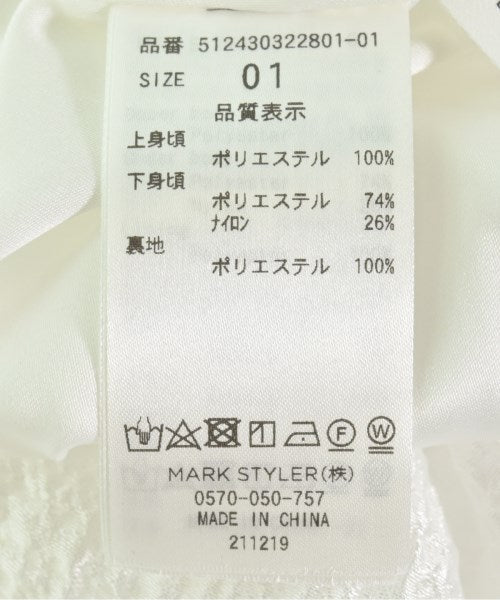 品番 512430322801-01
SIZE 01
品質表示
上身頃
ポリエステル 100%
下身頃
ポリエステル 74%
ﾅｲﾛﾝ 26%
裏地
ポリエステル 100%
F W
MARK STYLER(株)
0570-050-757
MADE IN CHINA
211219